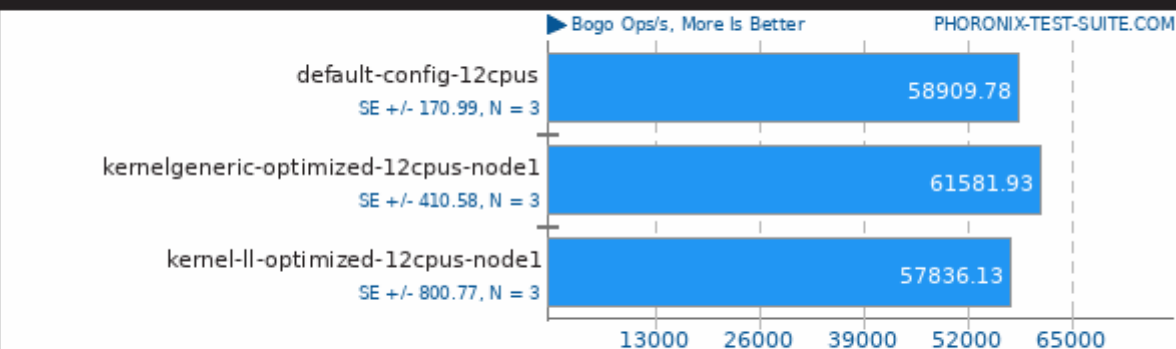 Bogo Ops/s, More Is Better PHORONIX-TEST-SUITE.COM
default-config-12cpus
SE +/- 170.99, N = 3
58909.78
kernelgeneric-optimized-12cpus-node1
SE +/- 410.58, N = 3
61581.93
kernel-ll-optimized-12cpus-node1
SE +/- 800.77, N = 3
57836.13
13000 26000 39000 52000 65000